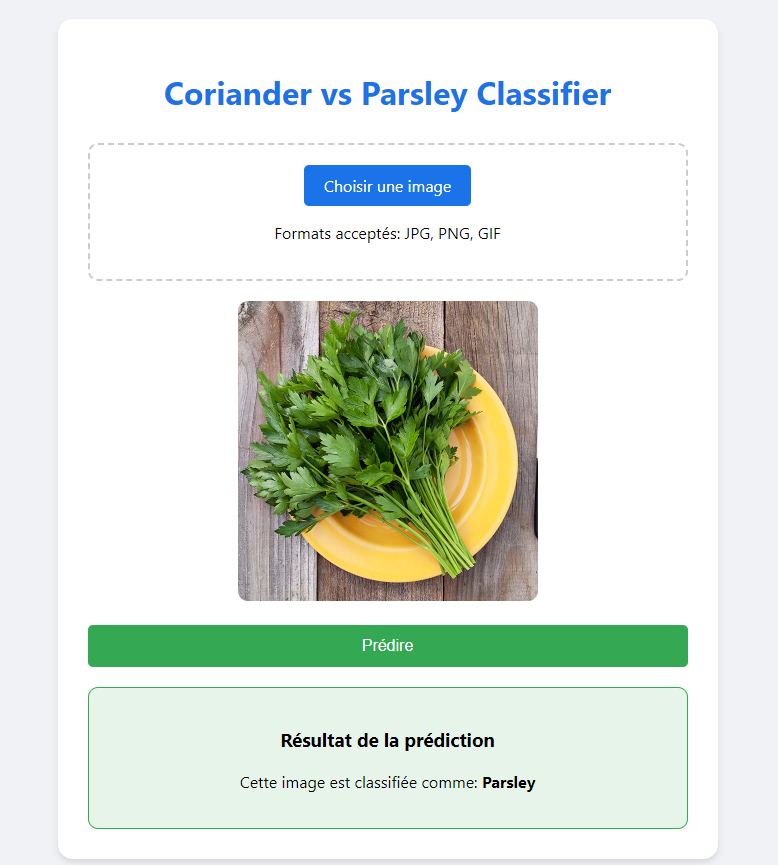 Coriander vs Parsley Classifier
Choisir une image
Formats acceptés: JPG, PNG, GIF
Prédire
Résultat de la prédiction
Cette image est classifiée comme: Parsley